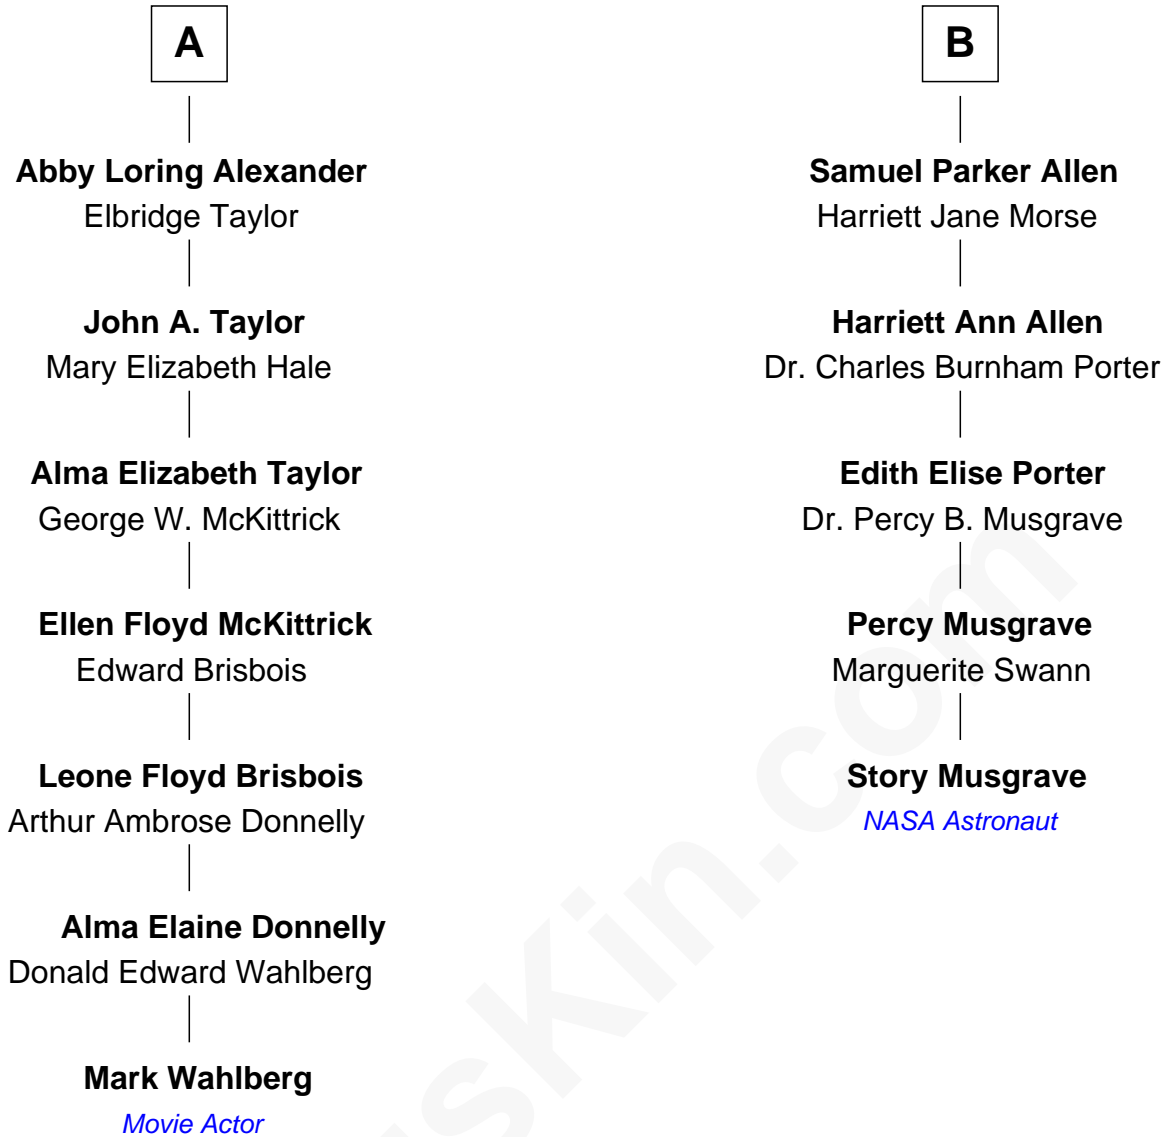 A
Abby Loring Alexander
Elbridge Taylor
John A. Taylor
Mary Elizabeth Hale
Alma Elizabeth Taylor
George W. McKittrick
Ellen Floyd McKittrick
Edward Brisbois
Leone Floyd Brisbois
Arthur Ambrose Donnelly
Alma Elaine Donnelly
Donald Edward Wahlberg
Mark Wahlberg
Movie Actor
B
Samuel Parker Allen
Harriett Jane Morse
Harriett Ann Allen
Dr. Charles Burnham Porter
Edith Elise Porter
Dr. Percy B. Musgrave
Percy Musgrave
Marguerite Swann
Story Musgrave
NASA Astronaut
sKin.com